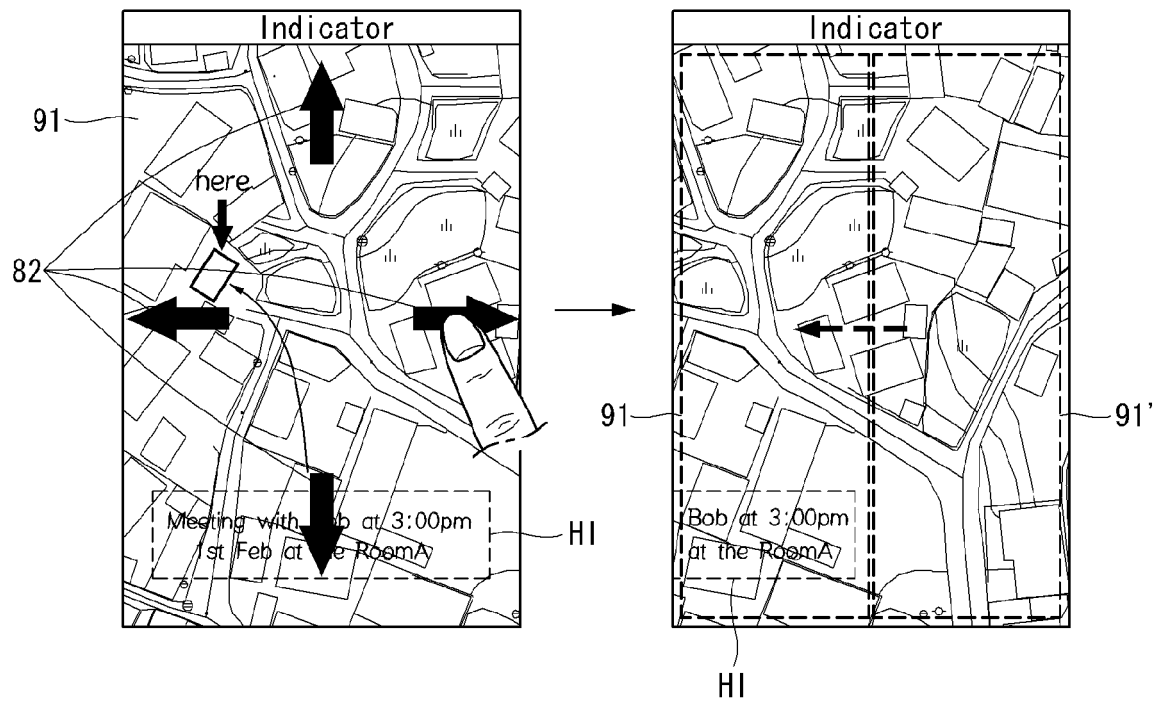 Indicator
Indicator
91
here
82
91
91'
Meeting with Bob at 3:00pm
1st Feb at the RoomA
HI
Bob at 3:00pm
at the RoomA
HI